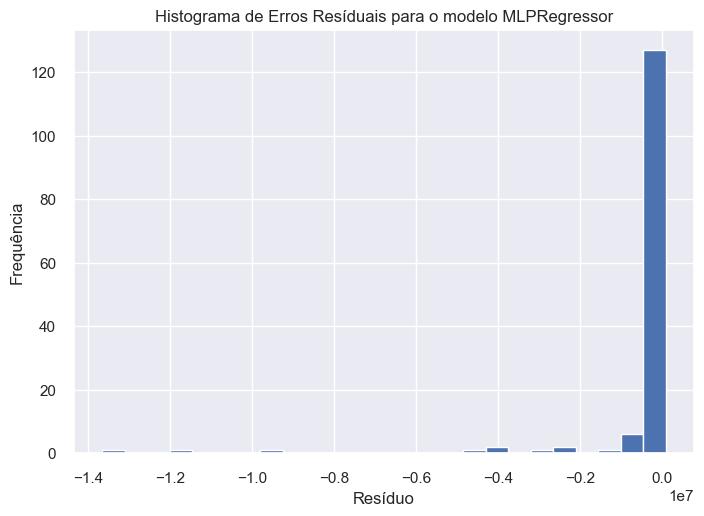 Histograma de Erros Resíduais para o modelo MLPRegressor
120
100
80
60
40
20
0
Frequência
−1.4 −1.2 −1.0 −0.8 −0.6 −0.4 −0.2 0.0
1e7
Resíduo